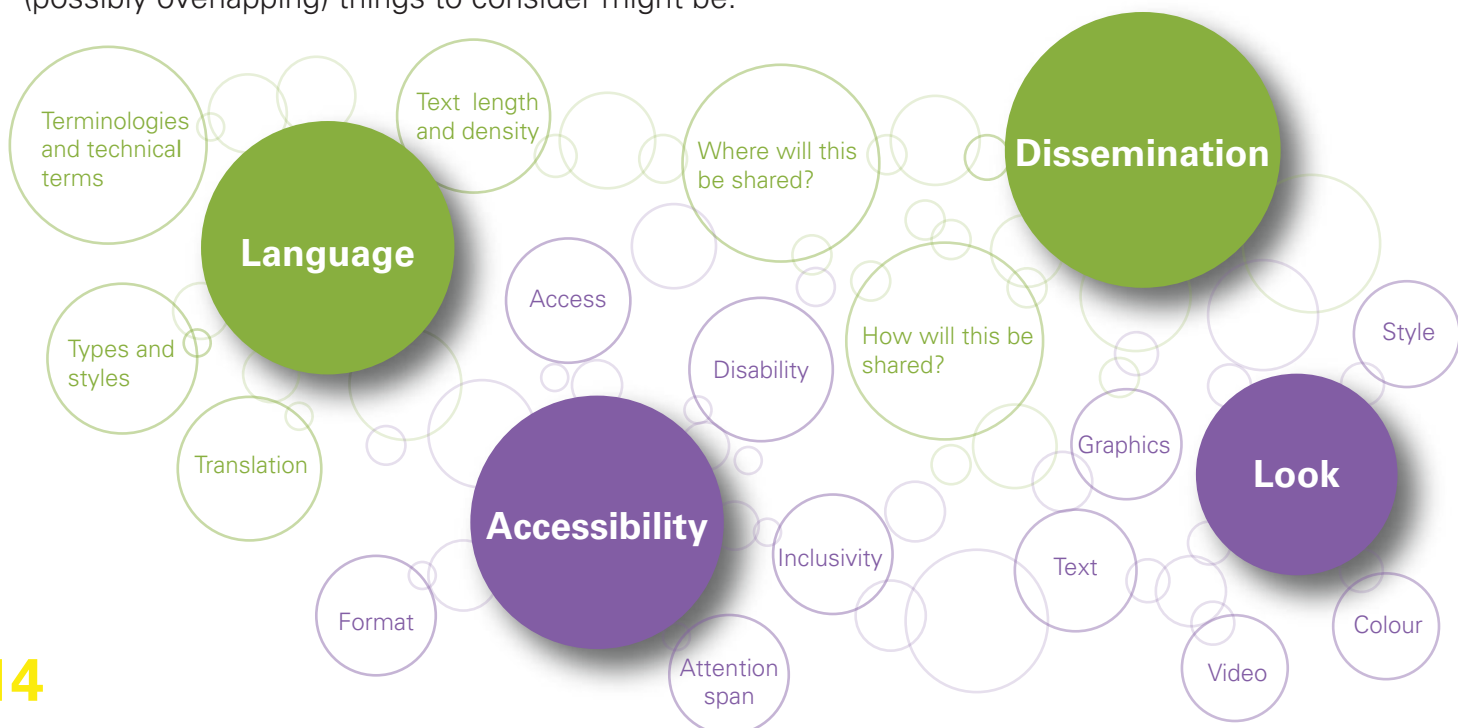 (possibly overlapping) things to consider might be:
Terminologies
and technical
terms
Text length
and density
Where will this
be shared?
Dissemination
Language
Access
Types and
styles
Disability
How will this be
shared?
Style
Translation
Graphics
Look
Accessibility
Inclusivity
Text
Format
Attention
span
Video
Colour
14